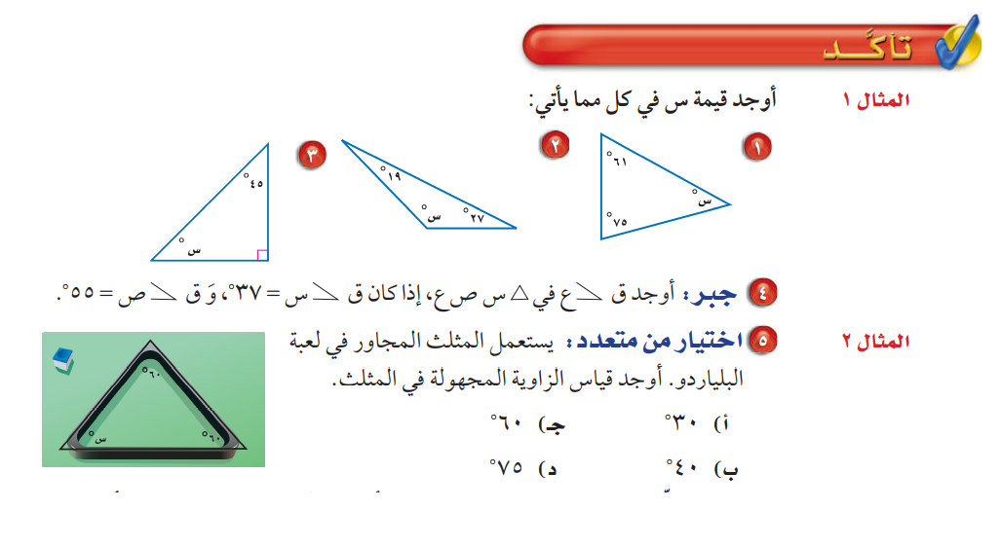 تأكَّد
المثال ١ أوجد قيمة س في كل مما يأتي:
١ ٢ ٣
٦١° س° ٧٥°
١٩° س° ٢٧°
٤٥° س°
٤ جبر: أوجد ق ∠ ع في △ س ص ع، إذا كان ق ∠ س = ٣٧°، وَ ق ∠ ص = ٥٥°.
المثال ٢ ٥ اختيار من متعدد: يستعمل المثلث المجاور في لعبة
البلياردو. أوجد قياس الزاوية المجهولة في المثلث.
أ) ٣٠° جـ) ٦٠°
ب) ٤٠° د) ٧٥°
٦٠°
س° ٦٠°